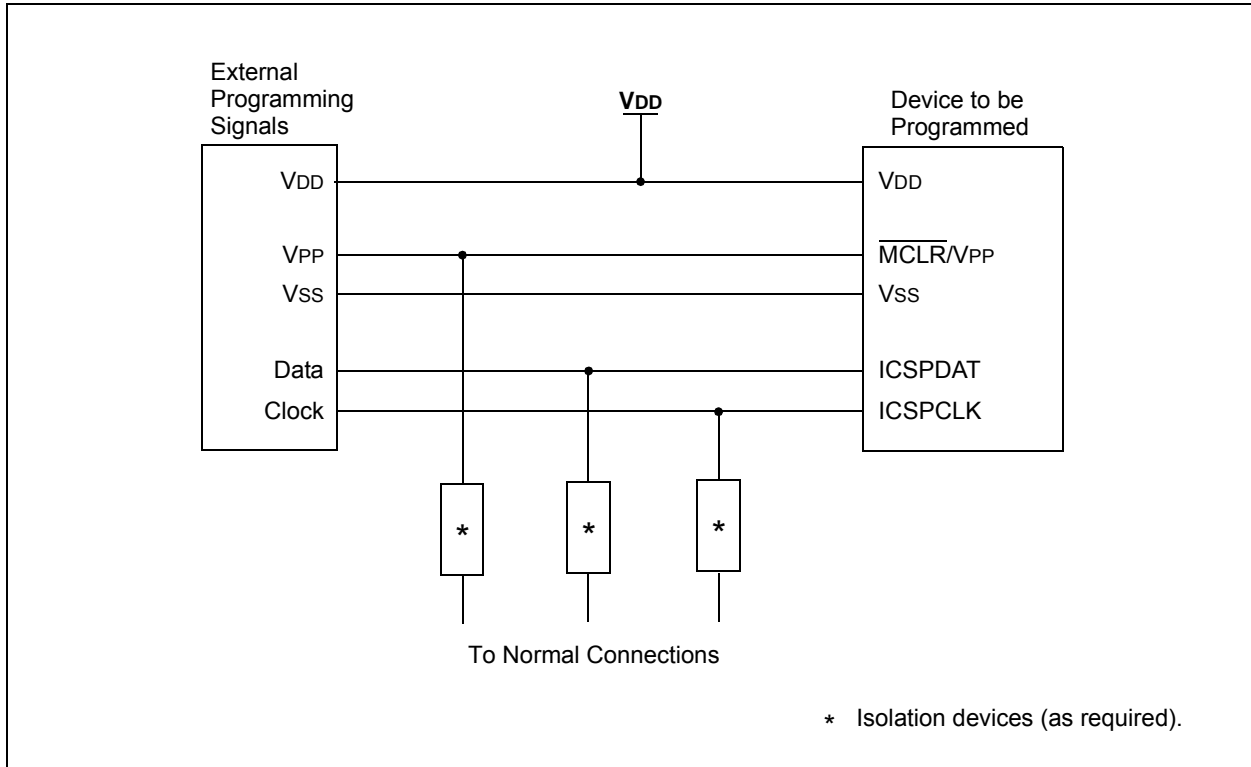 External
Programming
Signals
VDD
Device to be
Programmed
VDD
VDD
VPP
MCLR/VPP
VSS
VSS
Data
ICSPDAT
Clock
ICSPCLK
*
*
*
To Normal Connections
* Isolation devices (as required).